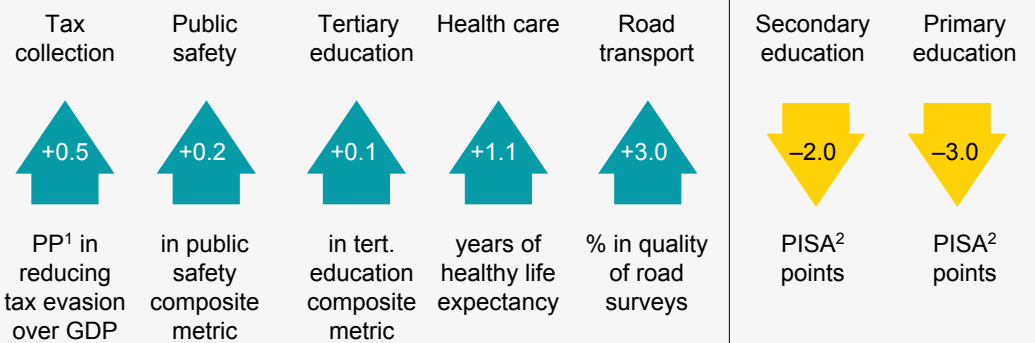 Tax
collection
Public
safety
Tertiary
education
Health care
Road
transport
Secondary
education
Primary
education
+0.5
+0.2
+0.1
+1.1
+3.0
–2.0
–3.0
PP¹ in
reducing
tax evasion
over GDP
in public
safety
composite
metric
in tert.
education
composite
metric
years of
healthy life
expectancy
% in quality
of road
surveys
PISA²
points
PISA²
points